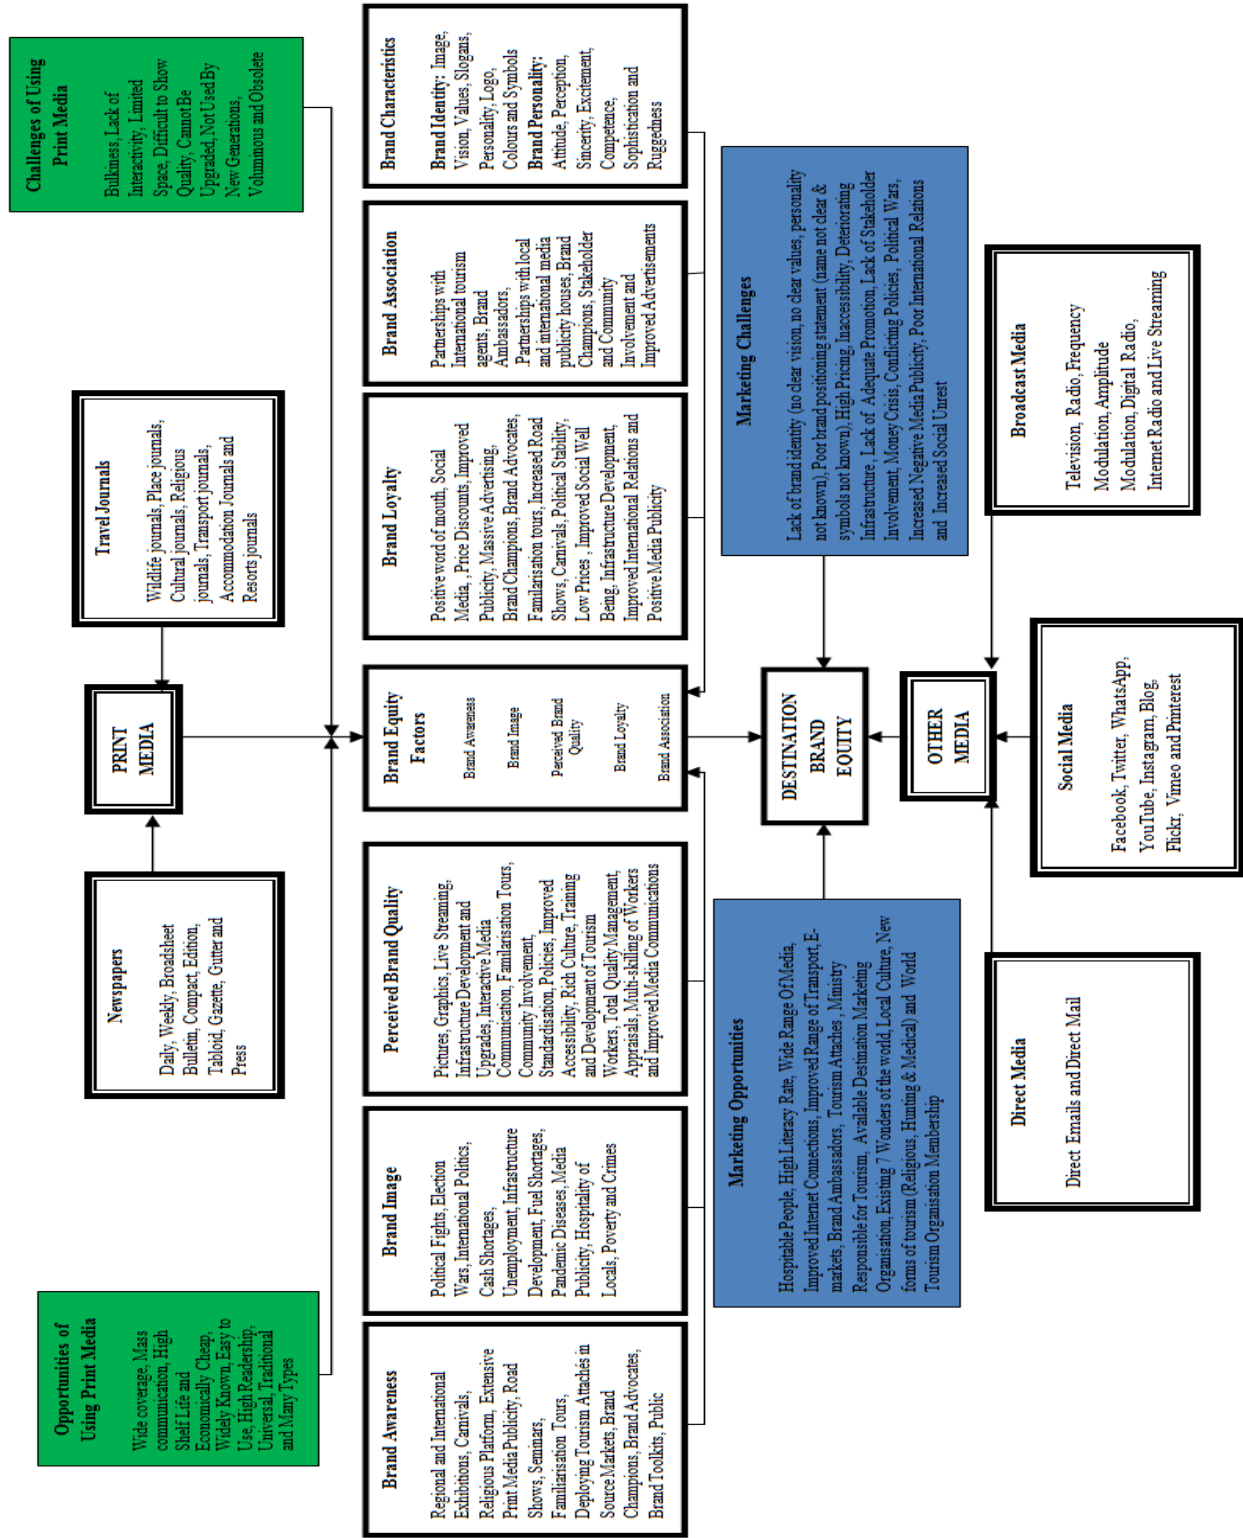 Opportunities of
Using Print Media
Wide coverage, Mass
communication, High
Shelf Life and
Economically Cheap,
Widely Known, Easy to
Use, High Readership,
Universal, Traditional
and Many Types
Newspapers
Daily, Weekly, Broadsheet
Bulletin, Compact, Edition,
Tabloid, Gazette, Gutter and
Press
PRINT
MEDIA
Travel Journals
Wildlife journals, Place journals,
Cultural journals, Religious
journals, Transport journals,
Accommodation Journals and
Resorts journals
Challenges of Using
Print Media
Bulkiness, Lack of
Interactivity, Limited
Space, Difficult to Show
Quality, Cannot Be
Upgraded, Not Used By
New Generations,
Voluminous and Obsolete
Brand Awareness
Regional and International
Exhibitions, Carnivals,
Religious Platform, Extensive
Print Media Publicity, Road
Shows, Seminars,
Familiarisation Tours,
Deploying Tourism Attachés in
Source Markets, Brand
Champions, Brand Advocates,
Brand Toolkits, Public
Brand Image
Political Fights, Election
Wars, International Politics,
Cash Shortages,
Unemployment, Infrastructure
Development, Fuel Shortages,
Pandemic Diseases, Media
Publicity, Hospitality of
Locals, Poverty and Crimes
Perceived Brand Quality
Pictures, Graphics, Live Streaming,
Infrastructure Development and
Upgrades, Interactive Media
Communication, Familarisation Tours,
Community Involvement,
Standardisation, Policies, Improved
Accessibility, Rich Culture, Training
and Development of Tourism
Workers, Total Quality Management,
Appraisals, Multi-skilling of Workers
and Improved Media Communications
Brand Equity
Factors
Brand Awareness
Brand Image
Perceived Brand
Quality
Brand Loyalty
Brand Association
Brand Loyalty
Positive word of mouth, Social
Media, , Price Discounts, Improved
Publicity, Massive Advertising,
Brand Champions, Brand Advocates,
Familarisation tours, Increased Road
Shows, Carnivals, Political Stability,
Low Prices , Improved Social Well
Being, Infrastructure Development,
Improved International Relations and
Positive Media Publicity
Brand Association
Partnerships with
International tourism
agents, Brand
Ambassadors,
.Partnerships with local
and international media
publicity houses, Brand
Champions, Stakeholder
and Community
Involvement and
Improved Advertisements
Brand Characteristics
Brand Identity: Image,
Vision, Values, Slogans,
Personality, Logo,
Colours and Symbols
Brand Personality:
Attitude, Perception,
Sincerity, Excitement,
Competence,
Sophistication and
Ruggedness
Marketing Opportunities
Hospitable People, High Literacy Rate, Wide Range Of Media,
Improved Internet Connections, Improved Range of Transport, E-
markets, Brand Ambassadors, Tourism Attaches , Ministry
Responsible for Tourism, Available Destination Marketing
Organisation, Existing 7 Wonders of the world, Local Culture, New
forms of tourism (Religious, Hunting & Medical) and World
Tourism Organisation Membership
DESTINATION
BRAND
EQUITY
Marketing Challenges
Lack of brand identity (no clear vision, no clear values, personality
not known), Poor brand positioning statement (name not clear &
symbols not known), High Pricing, Inaccessibility, Deteriorating
Infrastructure, Lack of Adequate Promotion, Lack of Stakeholder
Involvement, Money Crisis, Conflicting Policies, Political Wars,
Increased Negative Media Publicity, Poor International Relations
and Increased Social Unrest
OTHER
MEDIA
Direct Media
Direct Emails and Direct Mail
Social Media
Facebook, Twitter, WhatsApp,
YouTube, Instagram, Blog,
Flickr, Vimeo and Printerest
Broadcast Media
Television, Radio, Frequency
Modulation, Amplitude
Modulation, Digital Radio,
Internet Radio and Live Streaming